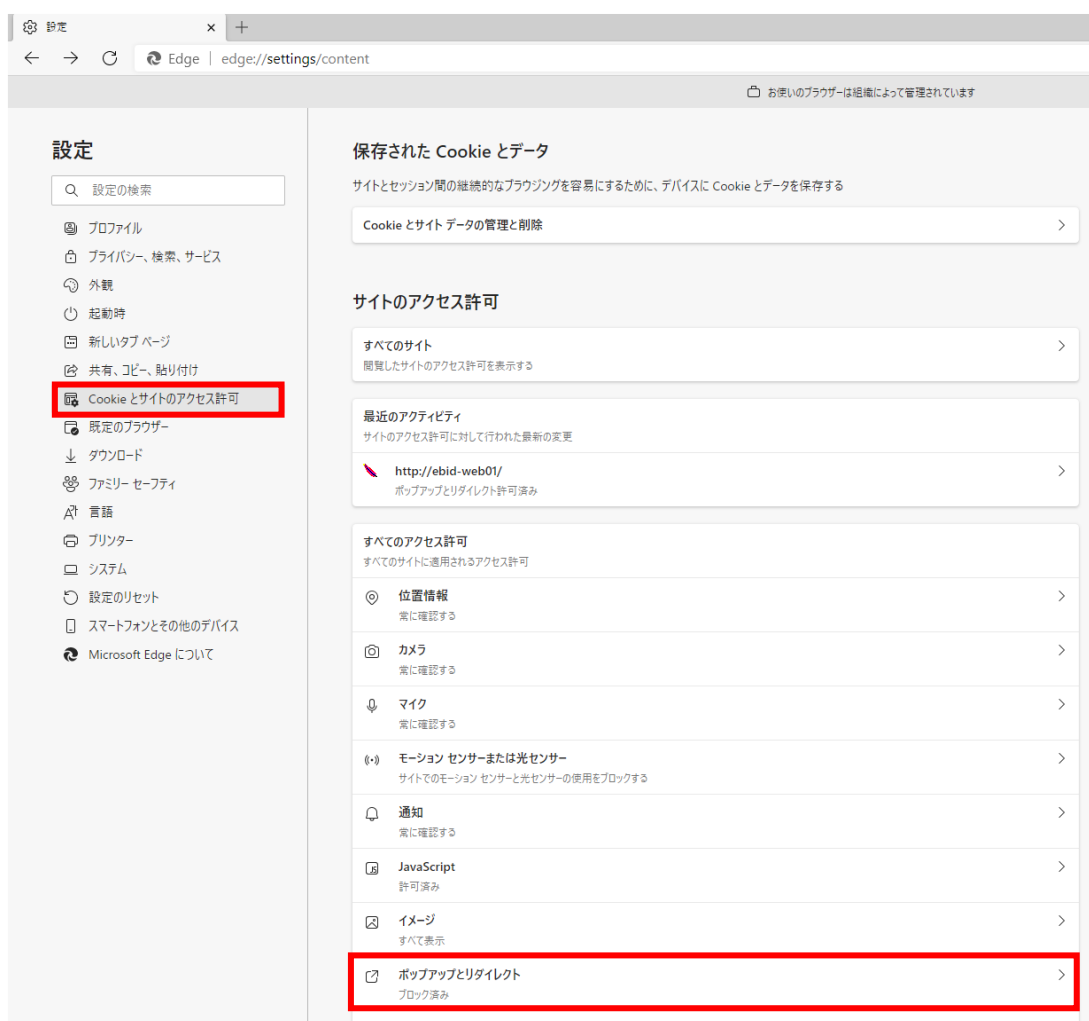 設定
Edge | edge://settings/content
お使いのブラウザーは組織によって管理されています
設定
設定の検索
プロファイル
プライバシー、検索、サービス
外観
起動時
新しいタブ ページ
共有、コピー、貼り付け
Cookie とサイトのアクセス許可
既定のブラウザー
ダウンロード
ファミリー セーフティ
言語
プリンター
システム
設定のリセット
スマートフォンとその他のデバイス
Microsoft Edge について
保存された Cookie とデータ
サイトとセッション間の継続的なブラウジングを容易にするために、デバイスに Cookie とデータを保存する
Cookie とサイト データの管理と削除
サイトのアクセス許可
すべてのサイト
閲覧したサイトのアクセス許可を表示する
最近のアクティビティ
サイトのアクセス許可に対して行われた最新の変更
http://ebid-web01/
ポップアップとリダイレクト許可済み
すべてのアクセス許可
すべてのサイトに適用されるアクセス許可
位置情報
常に確認する
カメラ
常に確認する
マイク
常に確認する
モーション センサーまたは光センサー
サイトでのモーション センサーと光センサーの使用をブロックする
通知
常に確認する
JavaScript
許可済み
イメージ
すべて表示
ポップアップとリダイレクト
ブロック済み